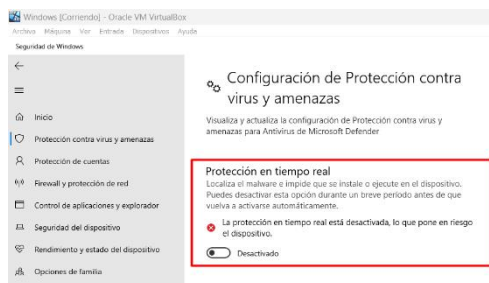 Windows [Corriendo] - Oracle VM VirtualBox
Archivo Máquina Ver Entrada Dispositivos Ayuda
Seguridad de Windows
Inicio
Protección contra virus y amenazas
Protección de cuentas
Firewall y protección de red
Control de aplicaciones y explorador
Seguridad del dispositivo
Rendimiento y estado del dispositivo
Opciones de familia
Configuración de Protección contra
virus y amenazas
Visualiza y actualiza la configuración de Protección contra virus y
amenazas para Antivirus de Microsoft Defender
Protección en tiempo real
Localiza el malware e impide que se instale o ejecute en el dispositivo.
Puedes desactivar esta opción durante un breve período antes de que
vuelva a activarse automáticamente.
La protección en tiempo real está desactivada, lo que pone en riesgo
el dispositivo.
Desactivado